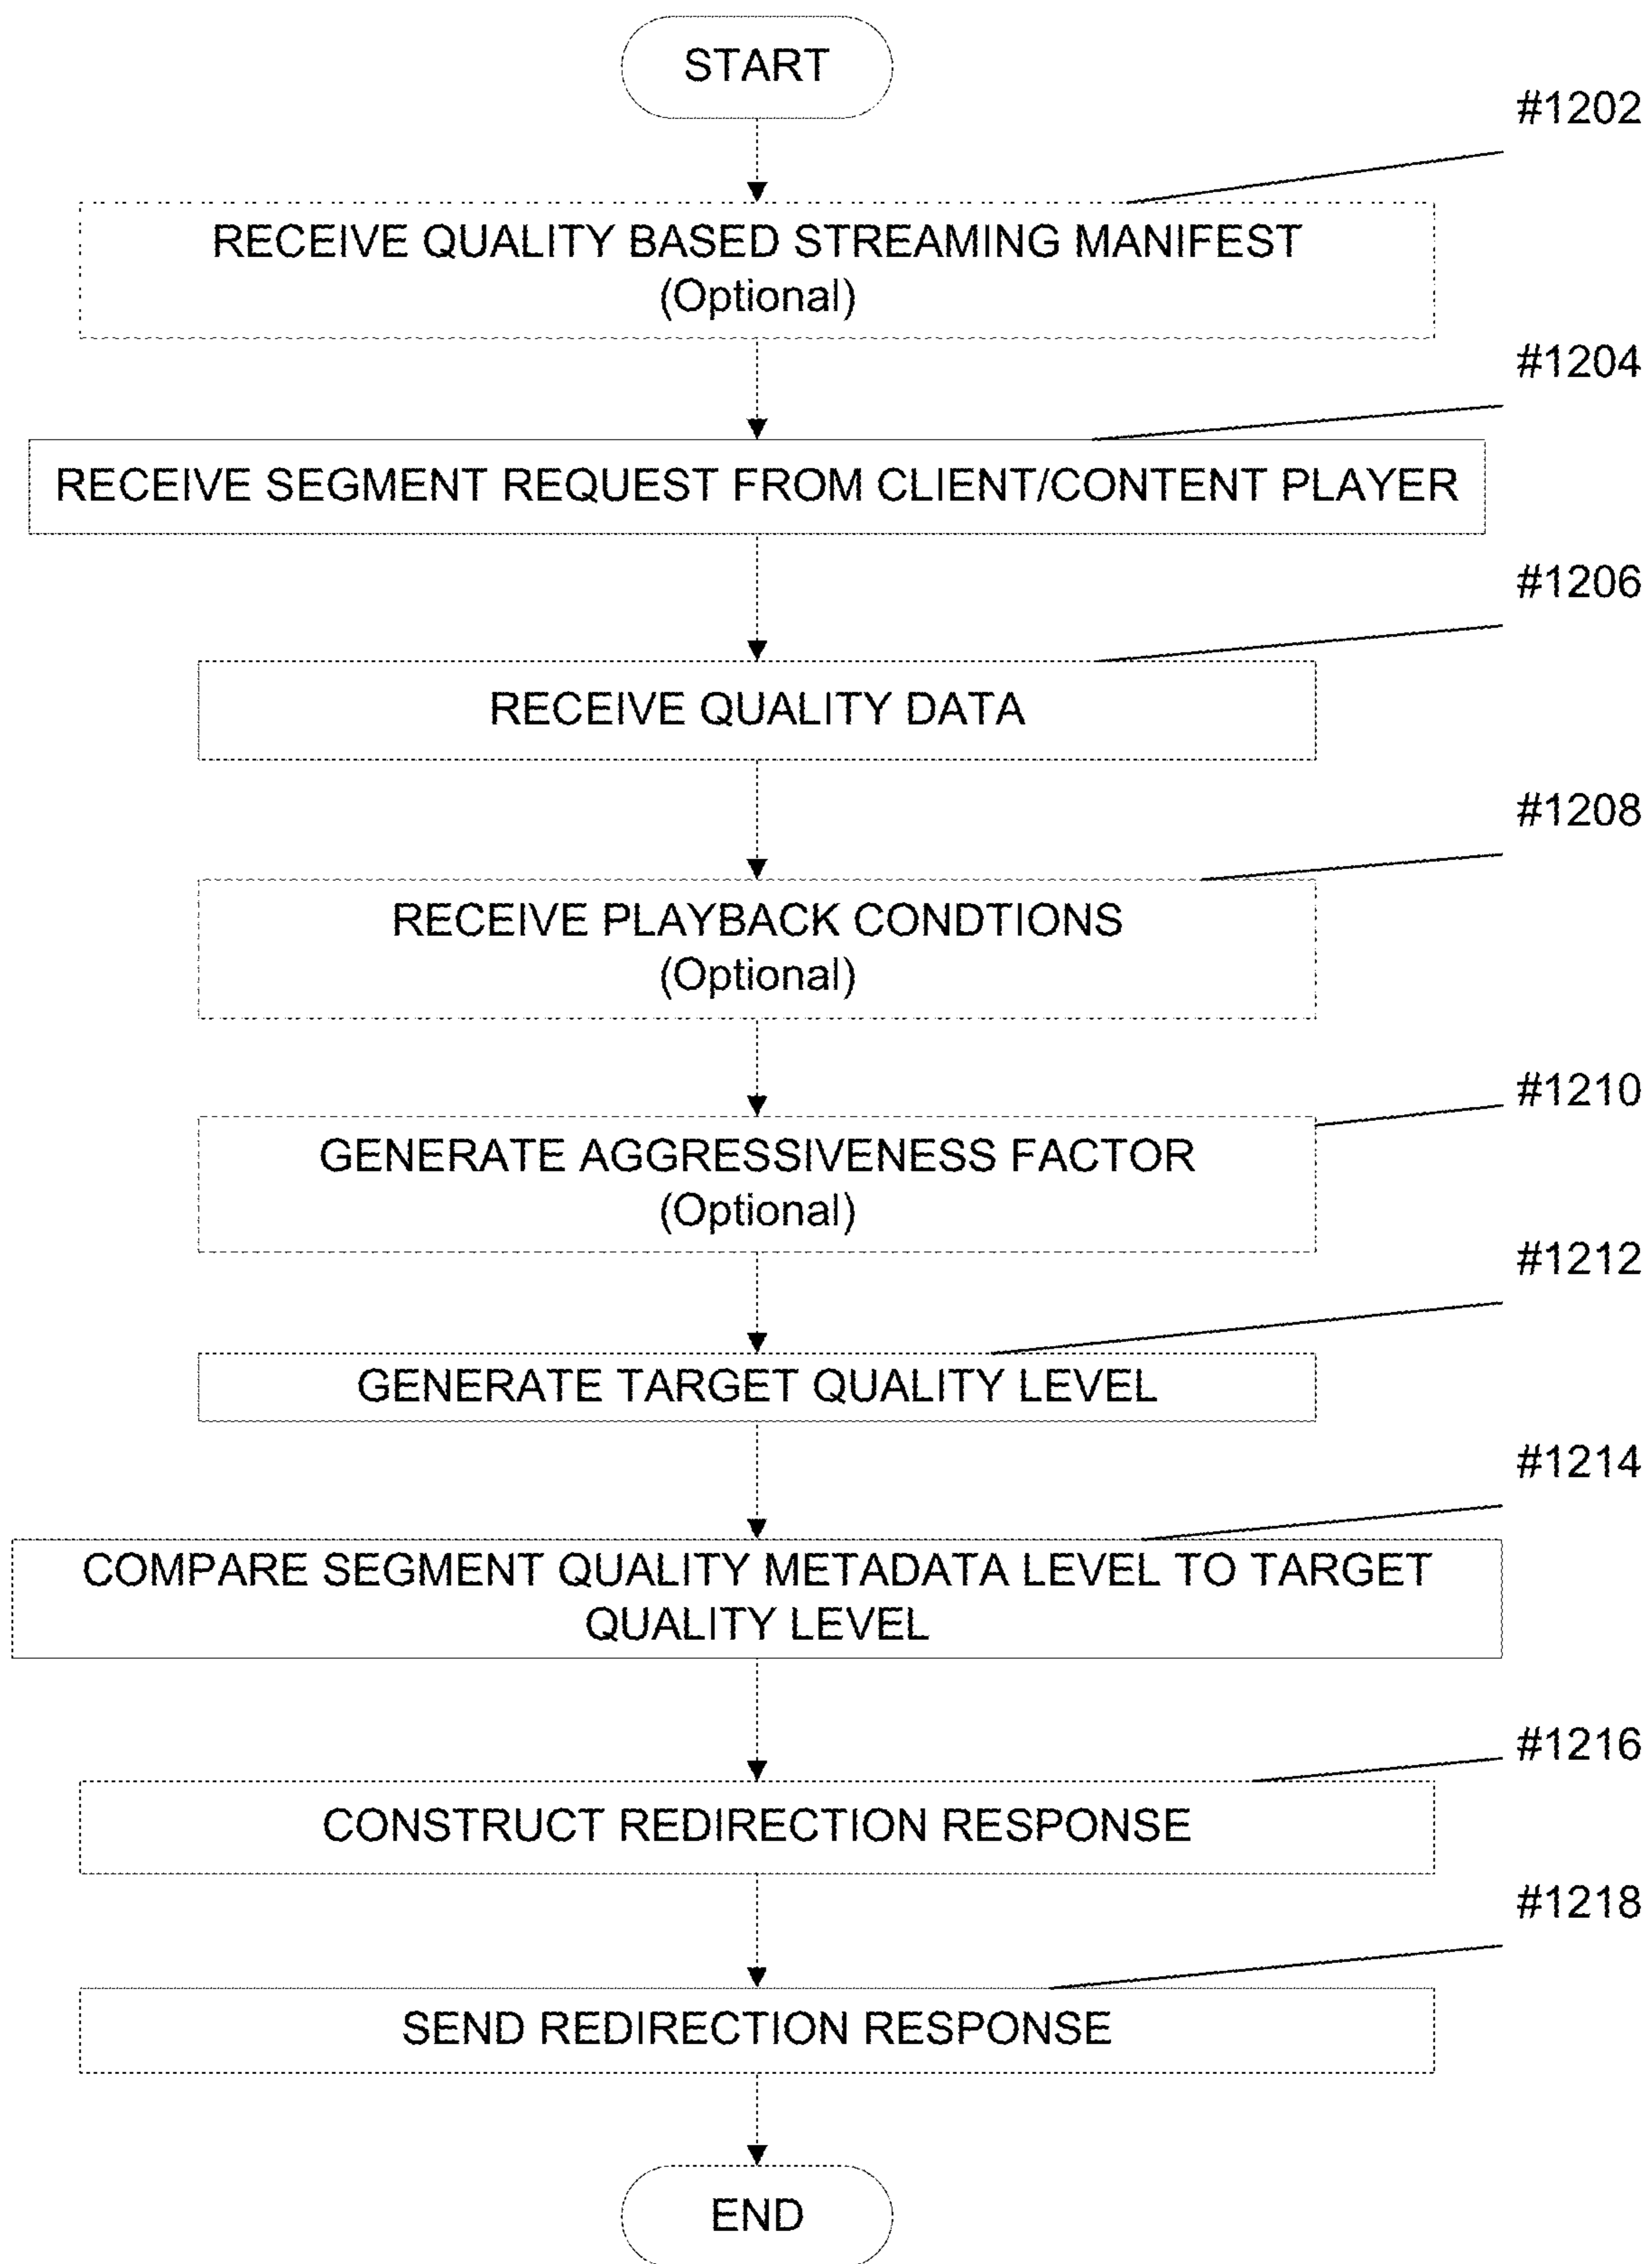 START
#1202
RECEIVE QUALITY BASED STREAMING MANIFEST
(Optional)
#1204
RECEIVE SEGMENT REQUEST FROM CLIENT/CONTENT PLAYER
#1206
RECEIVE QUALITY DATA
#1208
RECEIVE PLAYBACK CONDTIONS
(Optional)
#1210
GENERATE AGGRESSIVENESS FACTOR
(Optional)
#1212
GENERATE TARGET QUALITY LEVEL
#1214
COMPARE SEGMENT QUALITY METADATA LEVEL TO TARGET
QUALITY LEVEL
#1216
CONSTRUCT REDIRECTION RESPONSE
#1218
SEND REDIRECTION RESPONSE
END